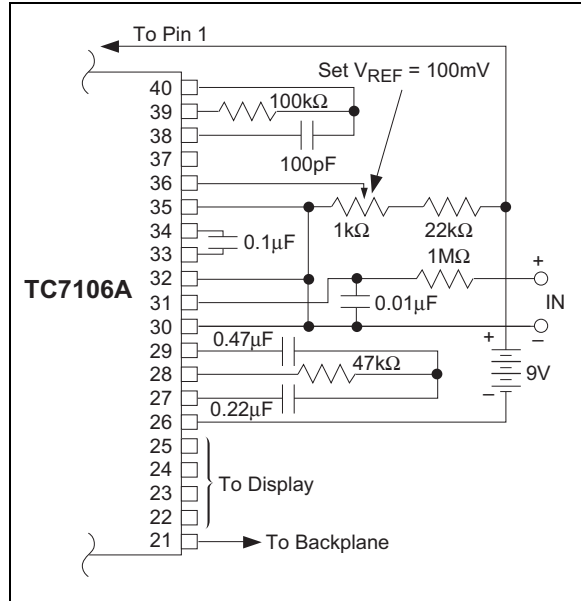 To Pin 1
Set VREF = 100mV
40
39
100kΩ
38
100pF
37
36
35
1kΩ
22kΩ
34
0.1µF
33
1MΩ
+
TC7106A
32
31
0.01µF
IN
30
–
29
0.47µF
+
28
47kΩ
9V
27
0.22µF
–
26
25
24
To Display
23
22
21
To Backplane